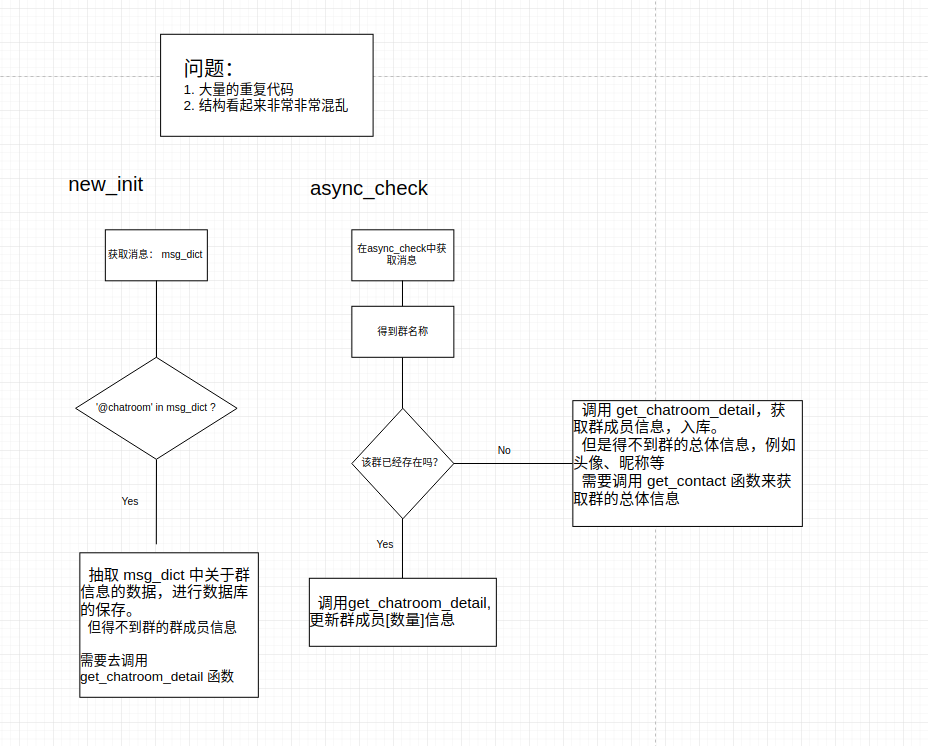 问题：
1. 大量的重复代码
2. 结构看起来非常非常混乱
new_init
async_check
获取消息： msg_dict
'@chatroom' in msg_dict ?
Yes
抽取 msg_dict 中关于群
信息的数据，进行数据库
的保存。
但得不到群的群成员信息
需要去调用
get_chatroom_detail 函数
在async_check中获
取消息
得到群名称
该群已经存在吗?
No
Yes
调用get_chatroom_detail,
更新群成员[数量]信息
调用 get_chatroom_detail，获
取群成员信息，入库。
但是得不到群的总体信息，例如
头像、昵称等
需要调用 get_contact 函数来获
取群的总体信息